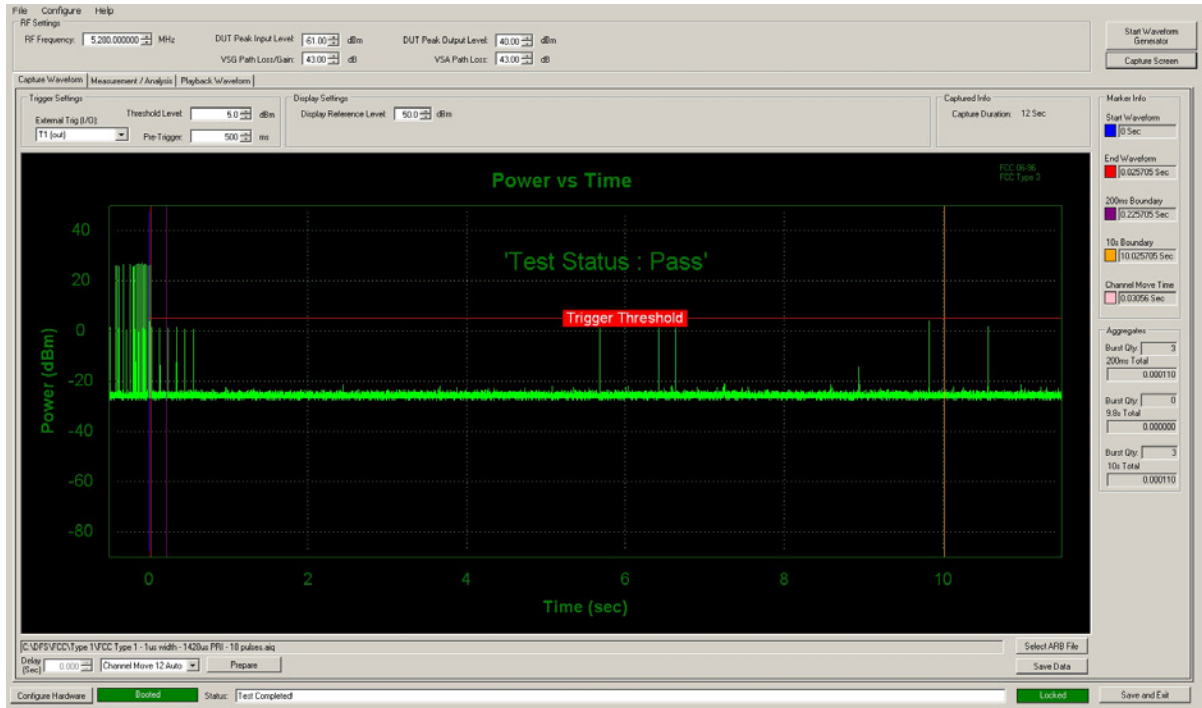 File Configure Help
RF Settings
RF Frequency: 5,280.000000 MHz DUT Peak Input Level: -61.00 dBm DUT Peak Output Level: 40.00 dBm
VSG Path Loss/Gain: 43.00 dB VSA Path Loss: 43.00 dB
Start Waveform Generator
Capture Screen
Capture Waveform Measurement / Analysis Playback Waveform
Trigger Settings
External Trig (I/O): Threshold Level: 5.0 dBm
T1 (out) Pre-Trigger: 500 ms
Display Settings
Display Reference Level: 50.0 dBm
Captured Info
Capture Duration: 12 Sec
Marker Info
Start Waveform
0 Sec
End Waveform
0.025705 Sec
200ms Boundary
0.225705 Sec
10s Boundary
10.025705 Sec
Channel Move Time
0.03056 Sec
Aggregates
Burst Qty: 3
200ms Total
0.000110
Burst Qty: 0
9.8s Total
0.000000
Burst Qty: 3
10s Total
0.000110
Power vs Time
FCC 06-96
FCC Type 3
'Test Status : Pass'
Trigger Threshold
Power (dBm)
40
20
0
-20
-40
-60
-80
0 2 4 6 8 10
Time (sec)
C:\DFS\FCC\Type 1\FCC Type 1 - 1us width - 1428us PRI - 18 pulses.aiq
Select ARB File
Delay (Sec) 0.000 Channel Move 12 Auto Prepare
Save Data
Configure Hardware Booted Status: Test Completed! Locked Save and Exit